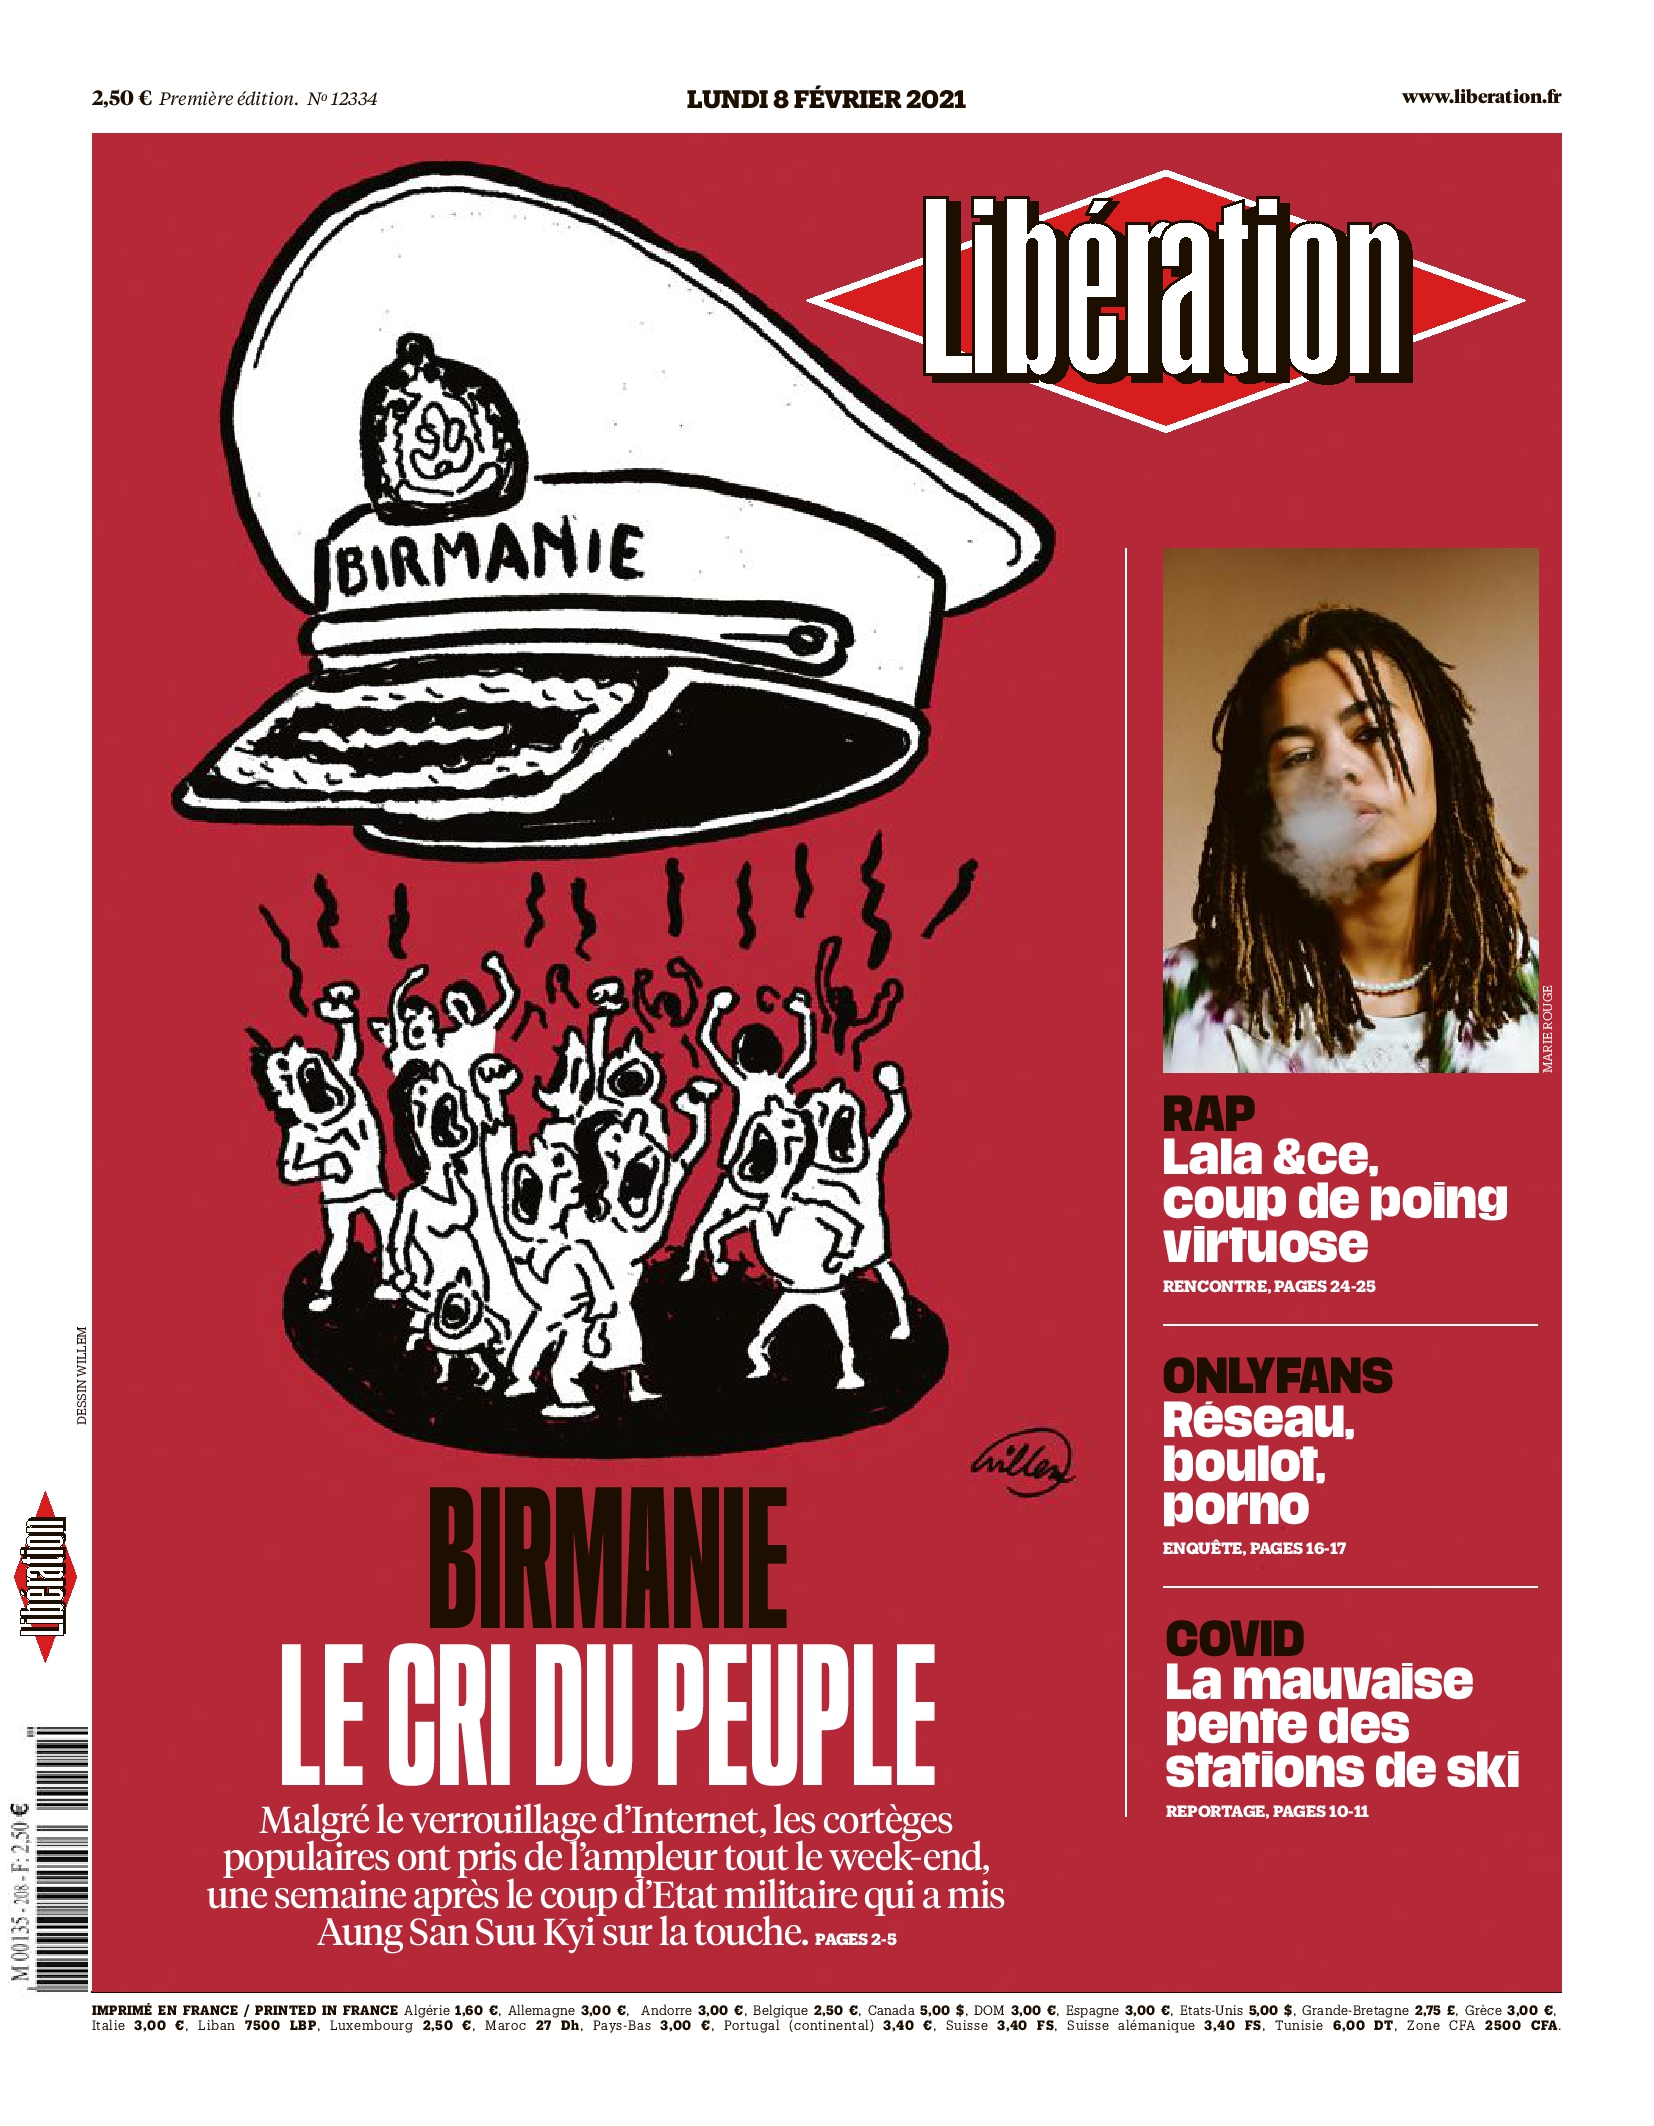 2,50 € Première édition. No 12334
LUNDI 8 FÉVRIER 2021
www.liberation.fr
Libération
BIRMANIE
MARIE ROUGE
RAP
Lala &ce,
coup de poing
virtuose
RENCONTRE, PAGES 24-25
ONLYFANS
Réseau,
boulot,
porno
ENQUÊTE, PAGES 16-17
COVID
La mauvaise
pente des
stations de ski
REPORTAGE, PAGES 10-11
willem
DESSIN WILLEM
BIRMANIE
LE CRI DU PEUPLE
Malgré le verrouillage d’Internet, les cortèges
populaires ont pris de l’ampleur tout le week-end,
une semaine après le coup d’Etat militaire qui a mis
Aung San Suu Kyi sur la touche. PAGES 2-5
Libération
M 00135 - 208 - F: 2,50 €
IMPRIMÉ EN FRANCE / PRINTED IN FRANCE Algérie 1,60 €, Allemagne 3,00 €, Andorre 3,00 €, Belgique 2,50 €, Canada 5,00 $, DOM 3,00 €, Espagne 3,00 €, Etats-Unis 5,00 $, Grande-Bretagne 2,75 £, Grèce 3,00 €,
Italie 3,00 €, Liban 7500 LBP, Luxembourg 2,50 €, Maroc 27 Dh, Pays-Bas 3,00 €, Portugal (continental) 3,40 €, Suisse 3,40 FS, Suisse alémanique 3,40 FS, Tunisie 6,00 DT, Zone CFA 2500 CFA.